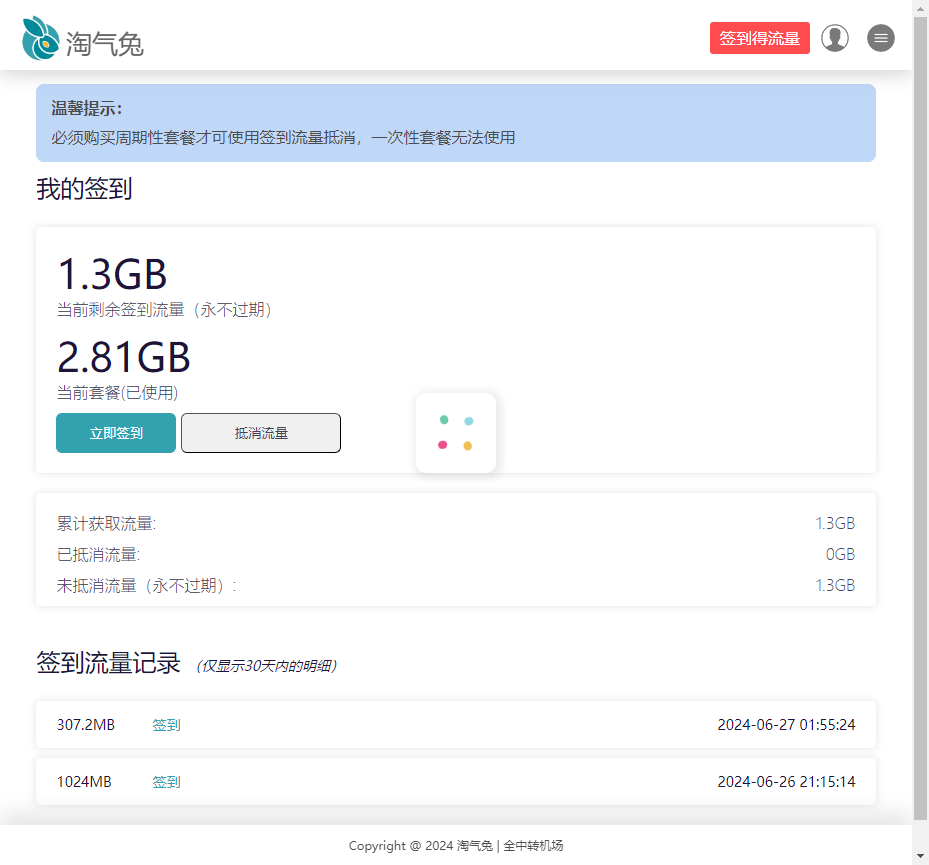 淘气兔
签到得流量
温馨提示：
必须购买周期性套餐才可使用签到流量抵消，一次性套餐无法使用
我的签到
1.3GB
当前剩余签到流量（永不过期）
2.81GB
当前套餐(已使用)
立即签到 抵消流量
累计获取流量: 1.3GB
已抵消流量: 0GB
未抵消流量（永不过期）: 1.3GB
签到流量记录 （仅显示30天内的明细）
307.2MB 签到 2024-06-27 01:55:24
1024MB 签到 2024-06-26 21:15:14
Copyright @ 2024 淘气兔 | 全中转机场